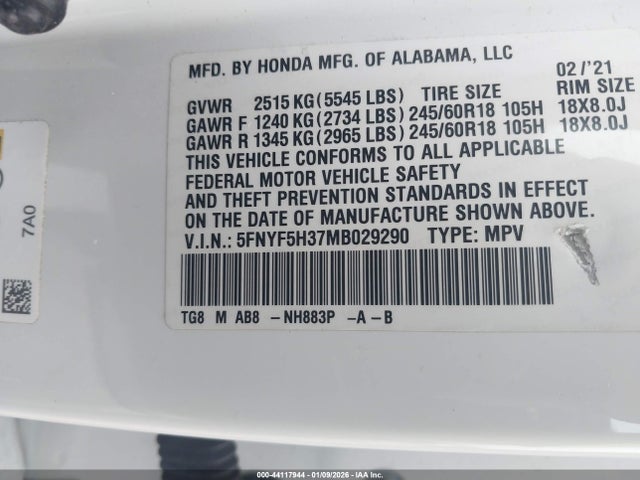 MFD. BY HONDA MFG. OF ALABAMA, LLC
02 /'21
GVWR 2515 KG (5545 LBS) TIRE SIZE RIM SIZE
GAWR F 1240 KG (2734 LBS) 245/60R18 105H 18X8.0J
GAWR R 1345 KG (2965 LBS) 245/60R18 105H 18X8.0J
THIS VEHICLE CONFORMS TO ALL APPLICABLE
FEDERAL MOTOR VEHICLE SAFETY
AND THEFT PREVENTION STANDARDS IN EFFECT
ON THE DATE OF MANUFACTURE SHOWN ABOVE.
V.I.N.: 5FNYF5H37MB029290 TYPE: MPV
TG8 M AB8 -NH883P -A -B
7A0
000-44117944 - 01/09/2026 - IAA Inc.